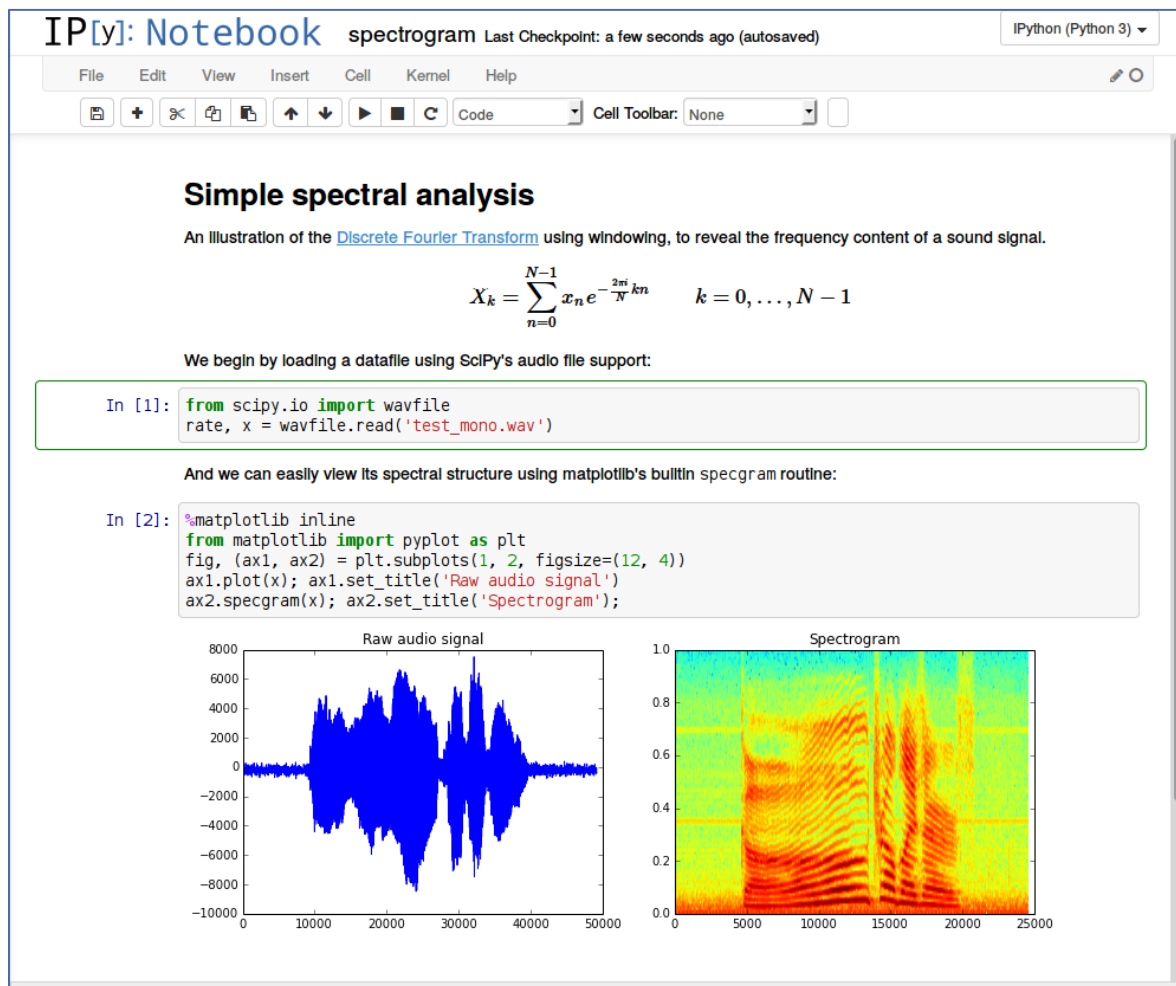 IP[y]: Notebook spectrogram Last Checkpoint: a few seconds ago (autosaved) IPython (Python 3)
File Edit View Insert Cell Kernel Help
Code Cell Toolbar: None
Simple spectral analysis
An illustration of the Discrete Fourier Transform using windowing, to reveal the frequency content of a sound signal.
X_k = \sum_{n=0}^{N-1} x_n e^{-\frac{2\pi i}{N} kn} k = 0, \ldots, N - 1
We begin by loading a datafile using SciPy's audio file support:
In [1]: from scipy.io import wavfile
rate, x = wavfile.read('test_mono.wav')
And we can easily view its spectral structure using matplotlib's builtin specgram routine:
In [2]: %matplotlib inline
from matplotlib import pyplot as plt
fig, (ax1, ax2) = plt.subplots(1, 2, figsize=(12, 4))
ax1.plot(x); ax1.set_title('Raw audio signal')
ax2.specgram(x); ax2.set_title('Spectrogram');
Raw audio signal
8000
6000
4000
2000
0
−2000
−4000
−6000
−8000
−10000
0 10000 20000 30000 40000 50000
Spectrogram
1.0
0.8
0.6
0.4
0.2
0.0
0 5000 10000 15000 20000 25000